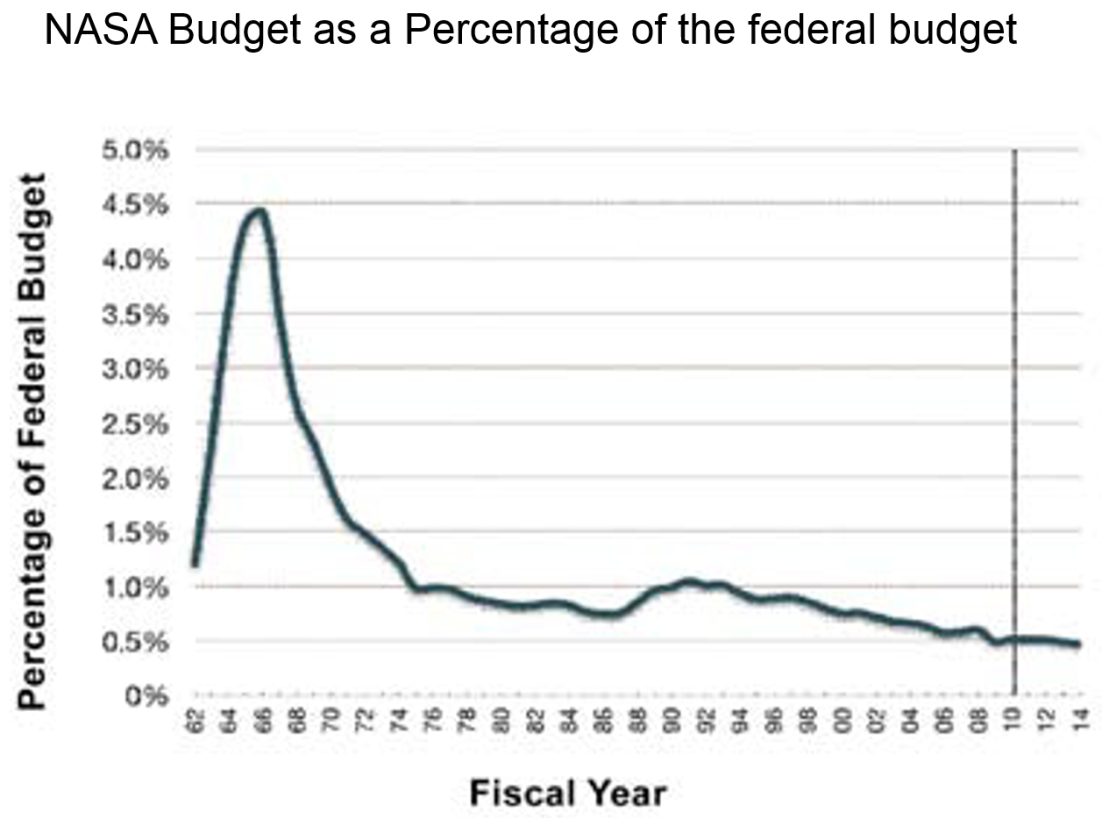 NASA Budget as a Percentage of the federal budget
Percentage of Federal Budget
5.0%
4.5%
4.0%
3.5%
3.0%
2.5%
2.0%
1.5%
1.0%
0.5%
0%
62 64 66 68 70 72 74 76 78 80 82 84 86 88 90 92 94 96 98 00 02 04 06 08 10 12 14
Fiscal Year